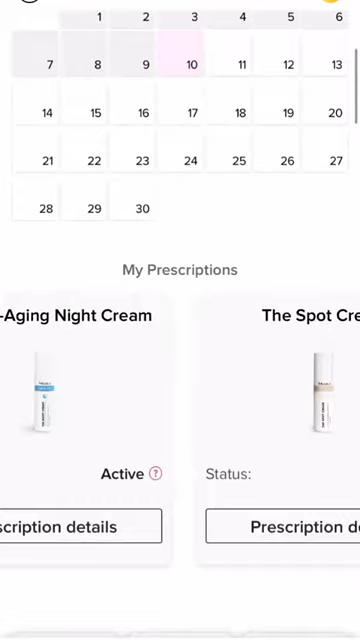 1 2 3 4 5 6
7 8 9 10 11 12 13
14 15 16 17 18 19 20
21 22 23 24 25 26 27
28 29 30
My Prescriptions
-Aging Night Cream The Spot Cre
Active ? Status:
scription details Prescription de